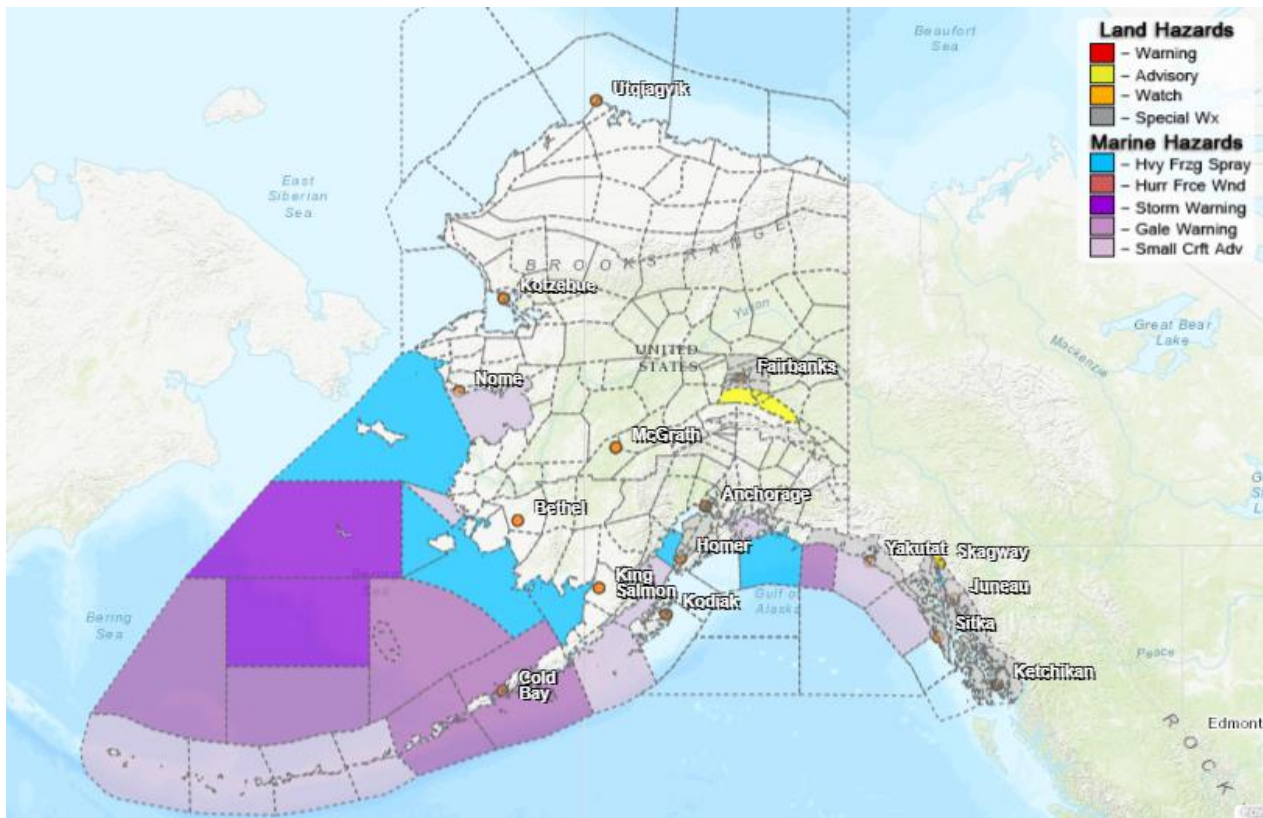 Beaufort
Sea
Land Hazards
– Warning
– Advisory
– Watch
– Special Wx
Marine Hazards
– Hvy Frzg Spray
– Hurr Frce Wnd
– Storm Warning
– Gale Warning
– Small Crft Adv
Utqiagvik
East
Siberian
Sea
BROOKS RANGE
Kotzebue
Yukon
Great Bear
Lake
Mackenzie
UNITED
STATES
Fairbanks
Nome
McGrath
Anchorage
Bethel
Homer
Yakutat
Skagway
King
Salmon
Juneau
Gulf of
Alaska
Kodiak
Bering
Sea
Sitka
Peace
Ketchikan
Cold
Bay
Edmont
ROCK